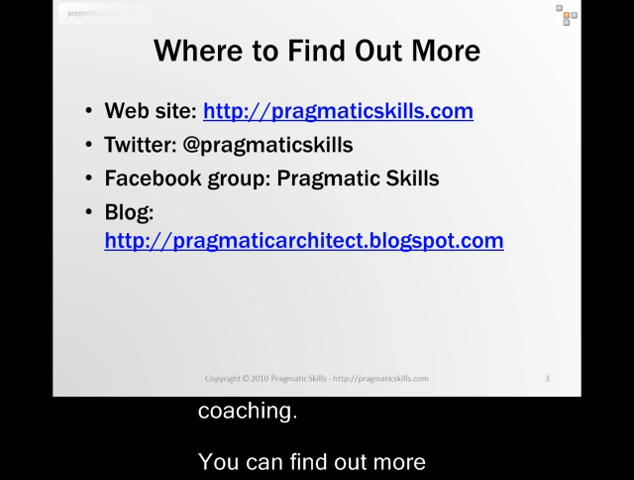 Where to Find Out More
• Web site: http://pragmaticskills.com
• Twitter: @pragmaticskills
• Facebook group: Pragmatic Skills
• Blog:
http://pragmaticarchitect.blogspot.com
Copyright © 2010 Pragmatic Skills - http://pragmaticskills.com
3
coaching.
You can find out more